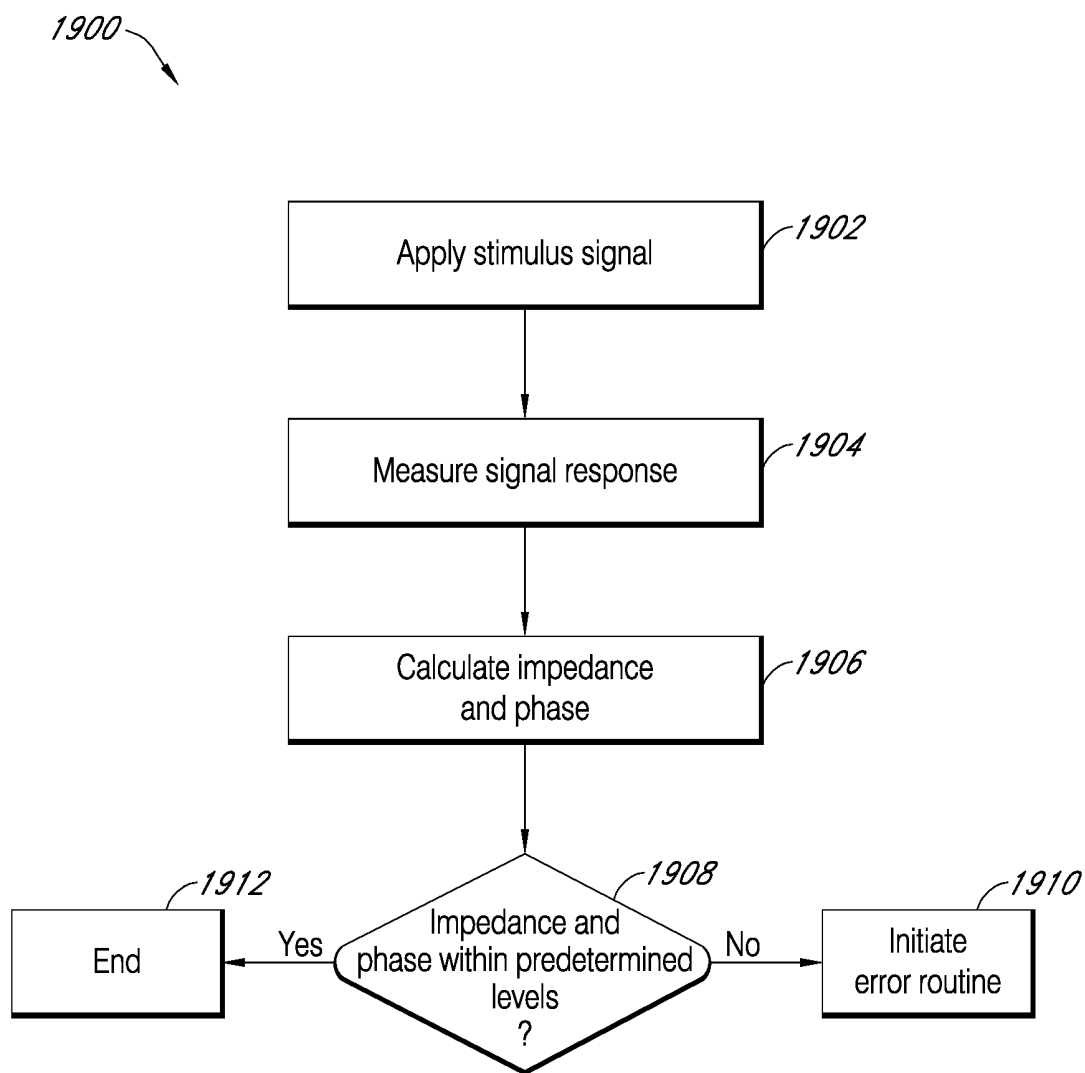 1900
Apply stimulus signal
1902
Measure signal response
1904
Calculate impedance
and phase
1906
1912
End
Yes
1908
Impedance and
phase within predetermined
levels
?
No
1910
Initiate
error routine